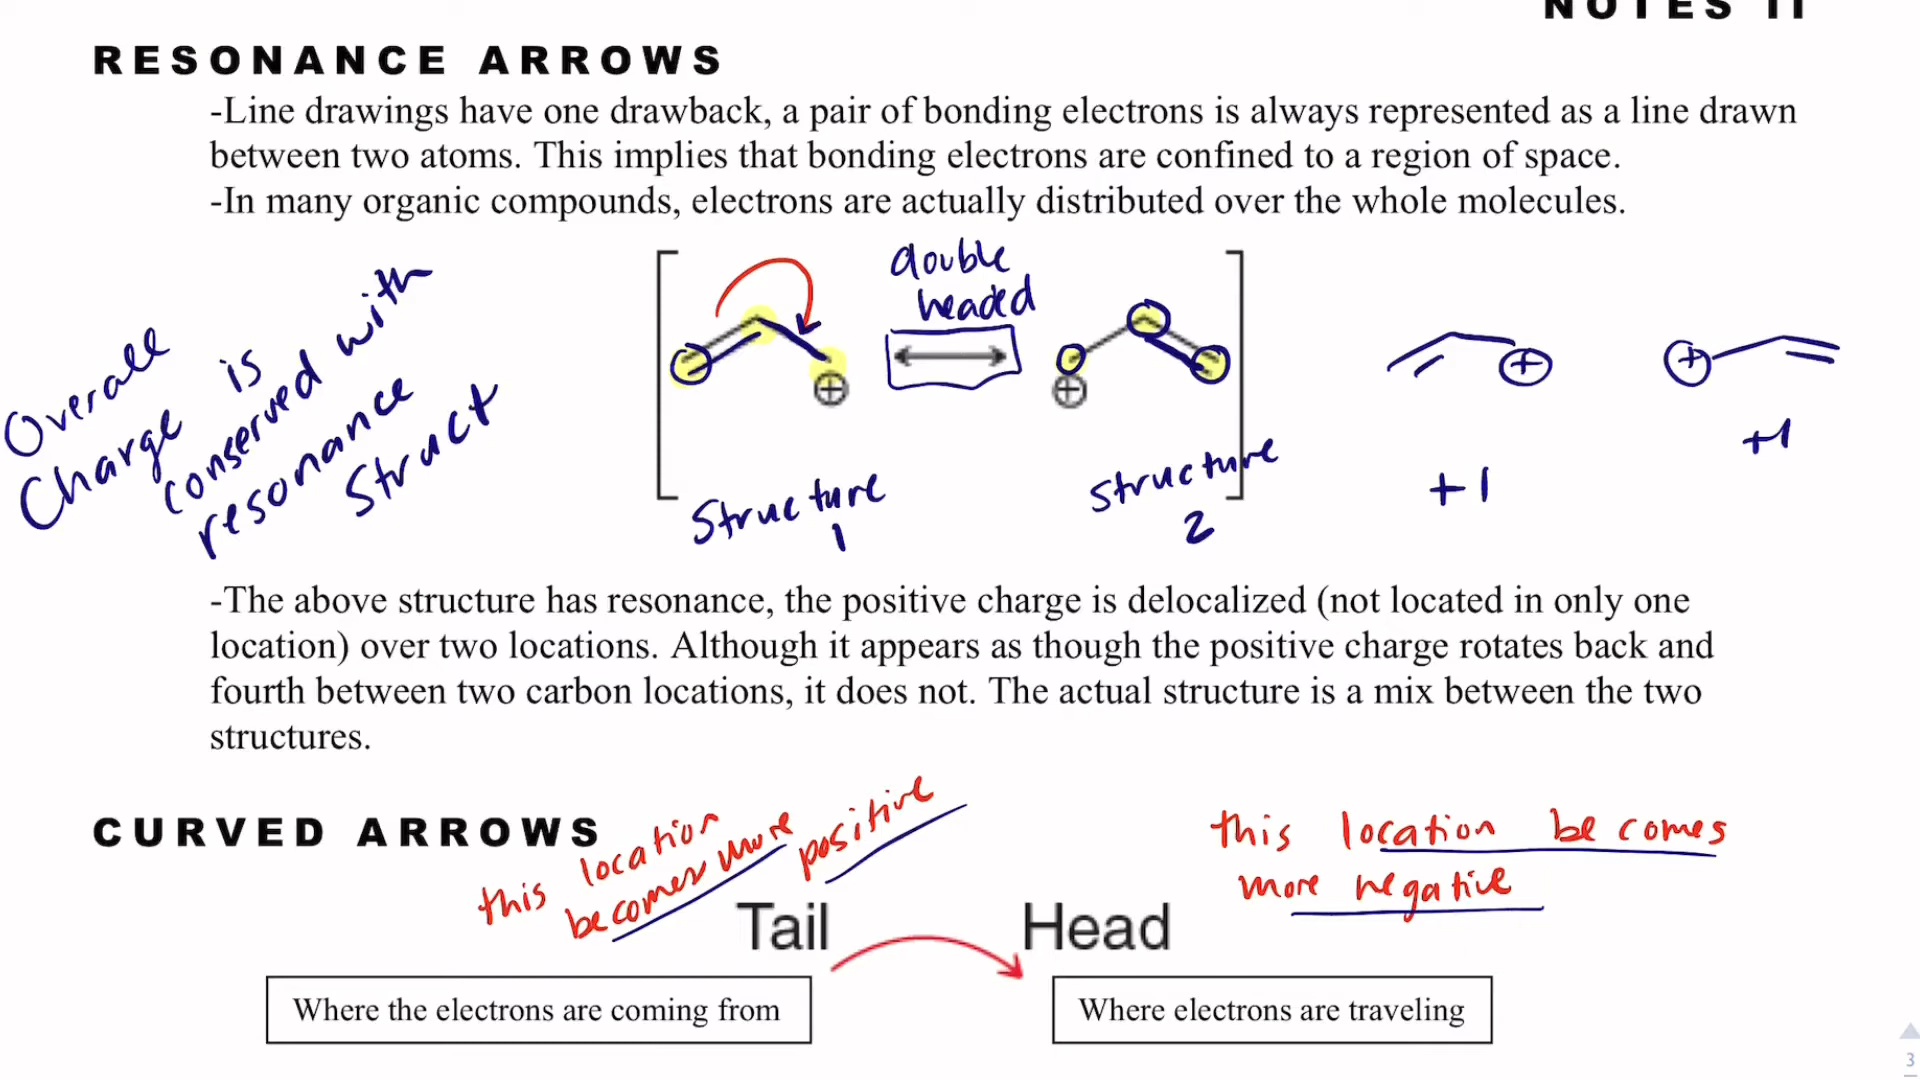 NOTES II
RESONANCE ARROWS
-Line drawings have one drawback, a pair of bonding electrons is always represented as a line drawn
between two atoms. This implies that bonding electrons are confined to a region of space.
-In many organic compounds, electrons are actually distributed over the whole molecules.
Overall
Charge is
conserved with
resonance
Struct
double
headed
⊕
⊕
⊕
⊕
Structure
1
Structure
2
+1
+1
-The above structure has resonance, the positive charge is delocalized (not located in only one
location) over two locations. Although it appears as though the positive charge rotates back and
fourth between two carbon locations, it does not. The actual structure is a mix between the two
structures.
CURVED ARROWS
this location
becomes more positive
this location becomes
more negative
Tail
Head
Where the electrons are coming from
Where electrons are traveling
3